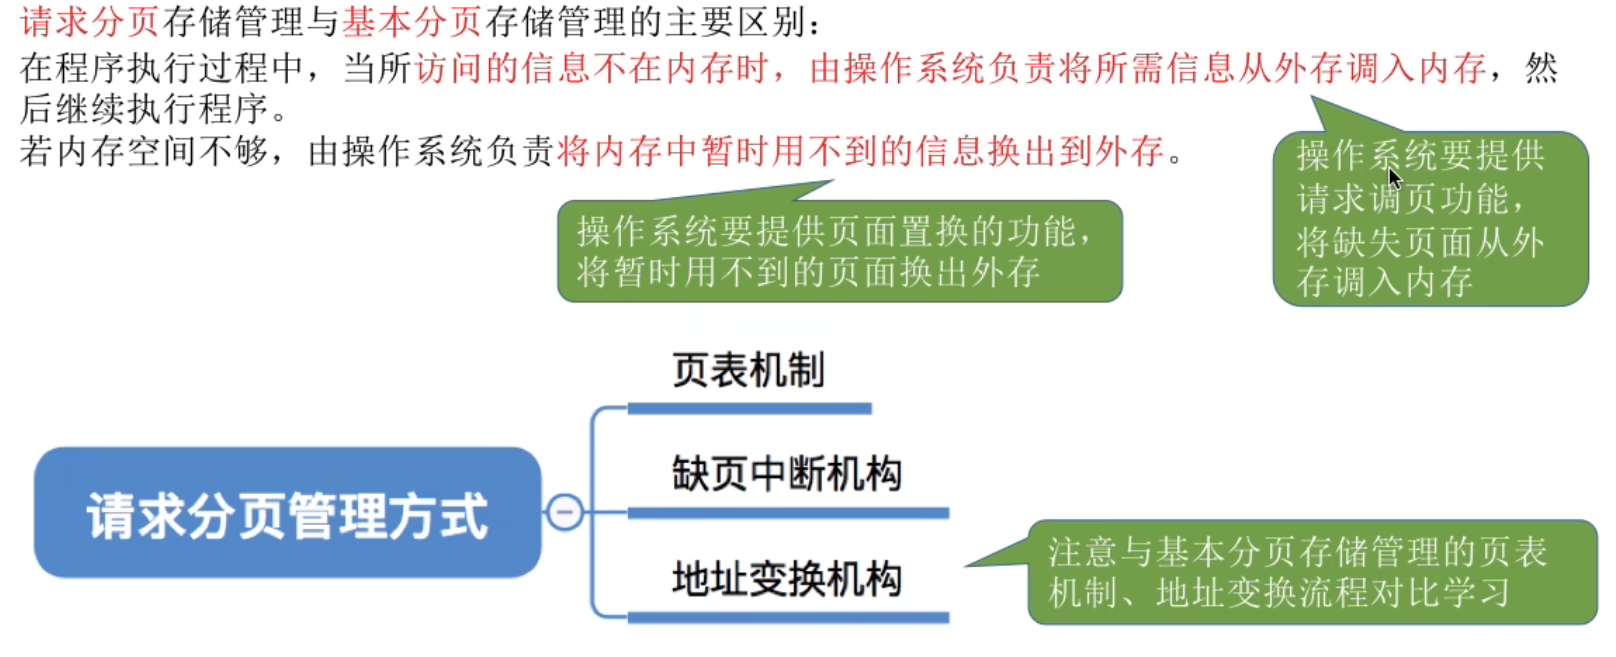 请求分页存储管理与基本分页存储管理的主要区别：
在程序执行过程中，当所访问的信息不在内存时，由操作系统负责将所需信息从外存调入内存，然
后继续执行程序。
若内存空间不够，由操作系统负责将内存中暂时用不到的信息换出到外存。
操作系统要提供
请求调页功能，
将缺失页面从外
存调入内存
操作系统要提供页面置换的功能，
将暂时用不到的页面换出外存
页表机制
缺页中断机构
请求分页管理方式
地址变换机构
注意与基本分页存储管理的页表
机制、地址变换流程对比学习